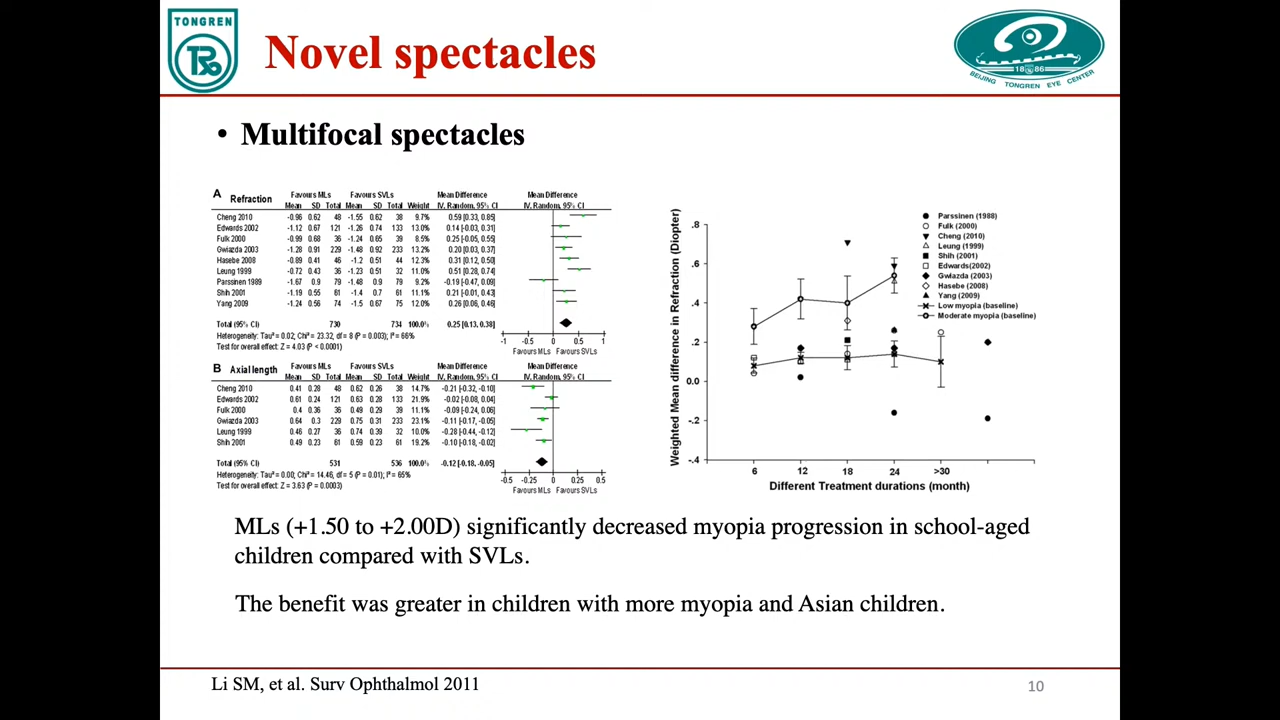 TONGREN
Novel spectacles
1886
BEIJING TONGREN EYE CENTER
• Multifocal spectacles
A Refraction Favours MLs Favours SVLs Mean Difference Mean Difference
Mean SD Total Mean SD Total Weight IV, Random, 95% CI IV, Random, 95% CI
Cheng 2010 -0.96 0.62 48 -1.55 0.62 38 9.7% 0.59 [0.33, 0.85]
Edwards 2002 -1.12 0.67 121 -1.26 0.74 133 13.0% 0.14 [-0.03, 0.31]
Fulk 2000 -0.99 0.68 36 -1.24 0.65 39 8.5% 0.25 [-0.05, 0.55]
Gwiazda 2003 -1.28 0.91 229 -1.48 0.92 233 13.1% 0.20 [0.03, 0.37]
Hasebe 2008 -0.89 0.41 46 -1.2 0.51 44 12.3% 0.31 [0.12, 0.50]
Leung 1999 -0.72 0.43 36 -1.23 0.51 32 10.9% 0.51 [0.28, 0.74]
Parssinen 1989 -1.67 0.9 79 -1.48 0.9 79 -0.19 [-0.47, 0.09]
Shih 2001 -1.19 0.55 61 -1.4 0.7 61 11.1% 0.21 [-0.01, 0.43]
Yang 2009 -1.24 0.56 74 -1.5 0.67 75 11.9% 0.26 [0.06, 0.46]
Total (95% CI) 730 734 100.0% 0.25 [0.13, 0.38]
Heterogeneity: Tau² = 0.02; Chi² = 23.32, df = 8 (P = 0.003); I² = 66%
Test for overall effect: Z = 4.03 (P < 0.0001)
-1 -0.5 0 0.5 1
Favours MLs Favours SVLs
B Axial length Favours MLs Favours SVLs Mean Difference Mean Difference
Mean SD Total Mean SD Total Weight IV, Random, 95% CI IV, Random, 95% CI
Cheng 2010 0.41 0.28 48 0.62 0.26 38 14.7% -0.21 [-0.32, -0.10]
Edwards 2002 0.61 0.24 121 0.63 0.28 133 21.9% -0.02 [-0.08, 0.04]
Fulk 2000 0.4 0.36 36 0.49 0.29 39 -0.09 [-0.24, 0.06]
Gwiazda 2003 0.64 0.3 229 0.75 0.31 233 -0.11 [-0.17, -0.05]
Leung 1999 0.46 0.27 36 0.74 0.39 32 -0.28 [-0.44, -0.12]
Shih 2001 0.49 0.23 61 0.59 0.23 61 -0.10 [-0.18, -0.02]
Total (95% CI) 531 536 100.0% -0.12 [-0.18, -0.05]
Heterogeneity: Tau² = 0.00; Chi² = 14.46, df = 5 (P = 0.01); I² = 65%
Test for overall effect: Z = 3.63 (P = 0.0003)
-0.5 -0.25 0 0.25 0.5
Favours MLs Favours SVLs
Weighted Mean difference in Refraction (Diopter)
.8
.6
.4
.2
0.0
-.2
-.4
6 12 18 24 >30
Different Treatment durations (month)
Parssinen (1988)
Fulk (2000)
Cheng (2010)
Leung (1999)
Shih (2001)
Edwards(2002)
Gwiazda (2003)
Hasebe (2008)
Yang (2009)
Low myopia (baseline)
Moderate myopia (baseline)
MLs (+1.50 to +2.00D) significantly decreased myopia progression in school-aged
children compared with SVLs.
The benefit was greater in children with more myopia and Asian children.
Li SM, et al. Surv Ophthalmol 2011
10